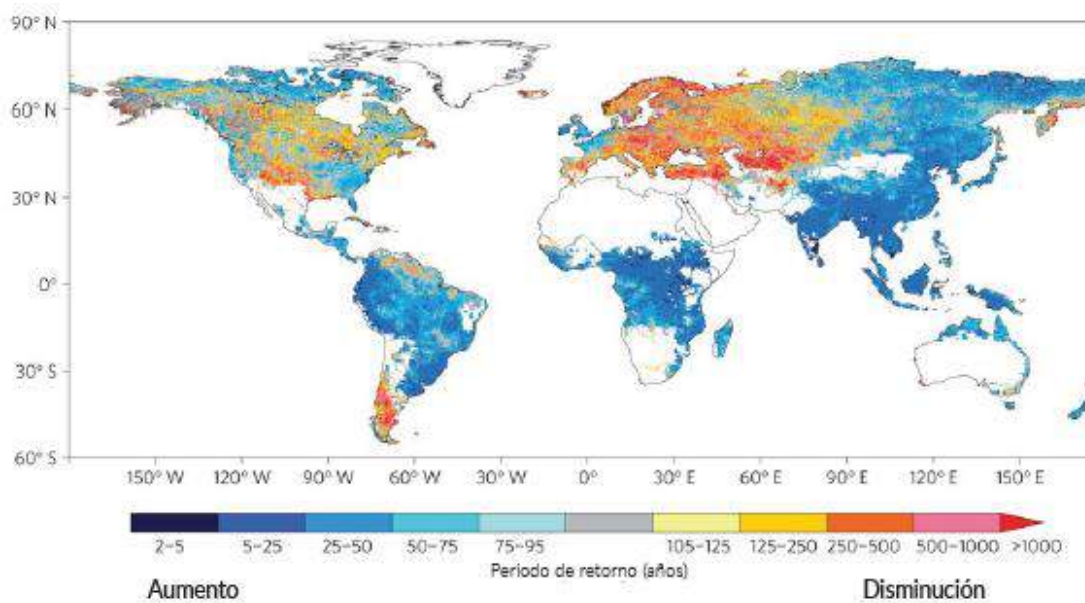 90° N
60° N
30° N
0°
30° S
60° S
150° W 120° W 90° W 60° W 30° W 0° 30° E 60° E 90° E 120° E 150° E
2–5 5–25 25–50 50–75 75–95 105–125 125–250 250–500 500–1000 >1000
Periodo de retorno (años)
Aumento Disminución